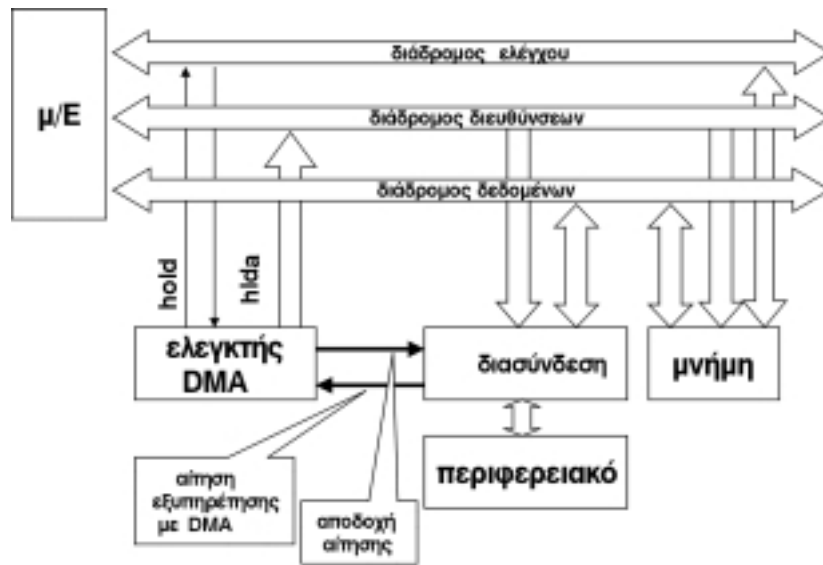 διάδρομος ελέγχου
μ/Ε
διάδρομος διευθύνσεων
διάδρομος δεδομένων
hold
hlda
ελεγκτής
DMA
διασύνδεση
μνήμη
περιφερειακό
αίτηση
εξυπηρέτησης
με DMA
αποδοχή
αίτησης